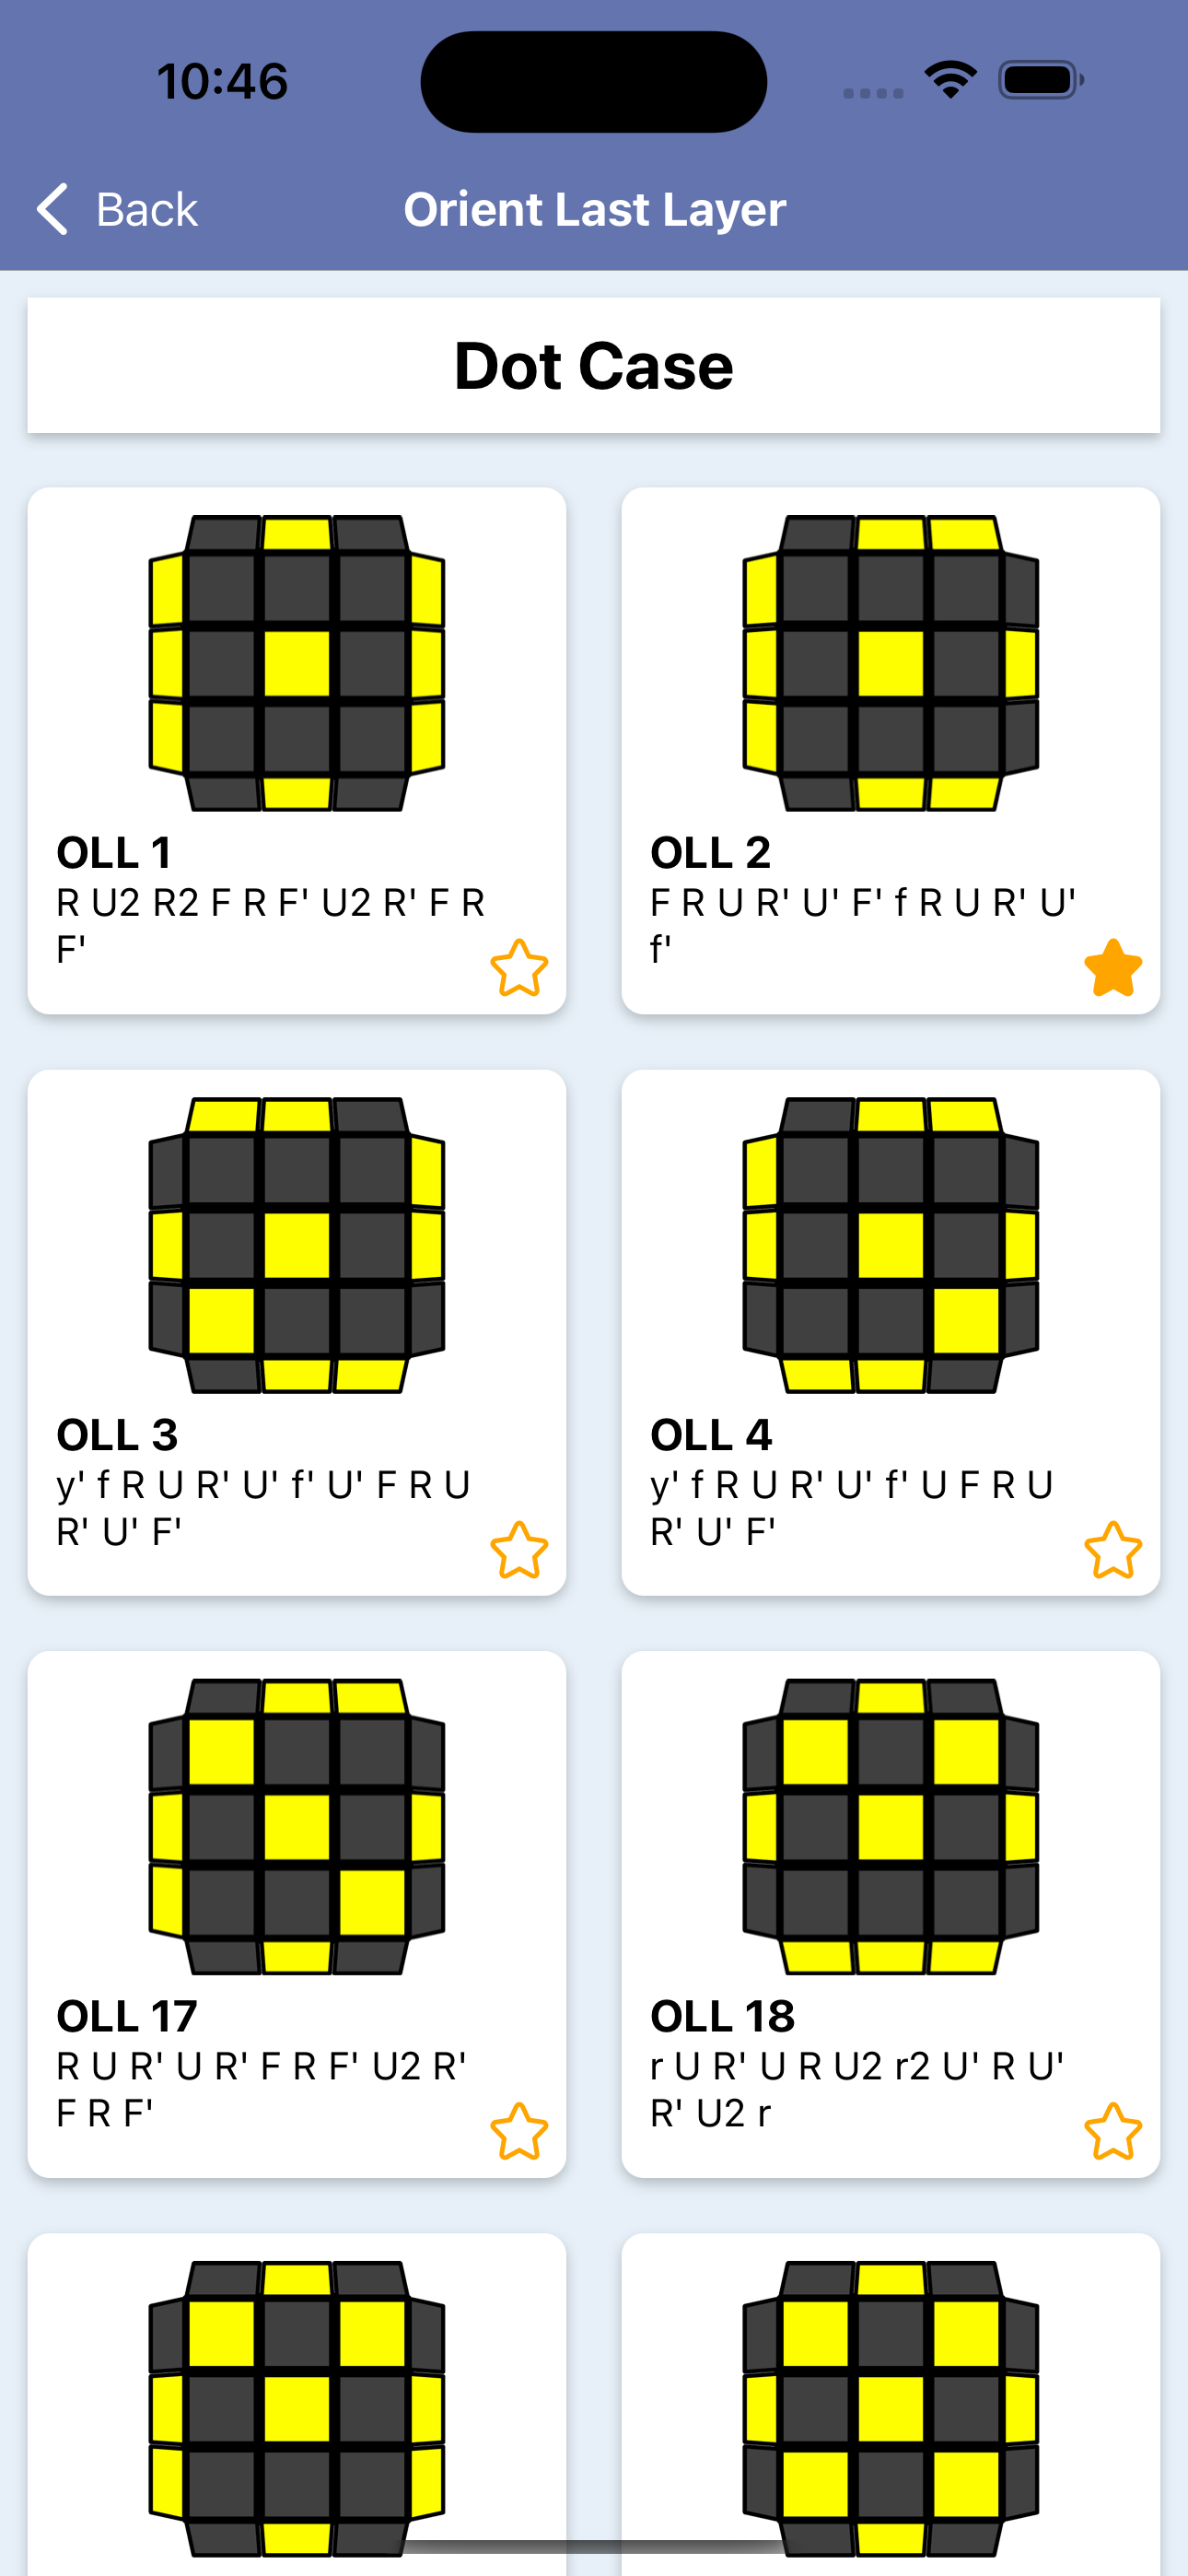 10:46
Back
Orient Last Layer
Dot Case
OLL 1
R U2 R2 F R F' U2 R' F R
F'
OLL 2
F R U R' U' F' f R U R' U'
f'
OLL 3
y' f R U R' U' f' U' F R U
R' U' F'
OLL 4
y' f R U R' U' f' U F R U
R' U' F'
OLL 17
R U R' U R' F R F' U2 R'
F R F'
OLL 18
r U R' U R U2 r2 U' R U'
R' U2 r